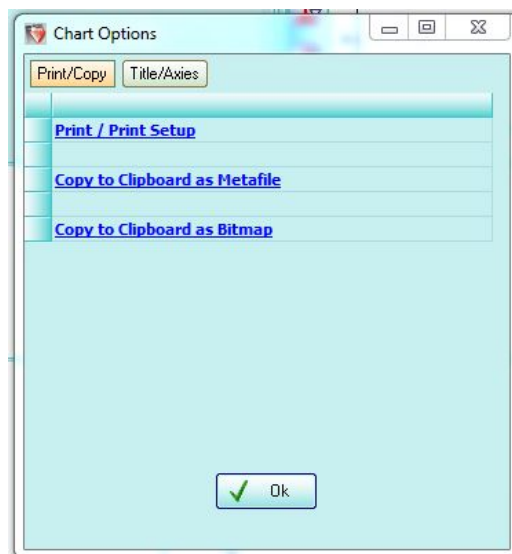 Chart Options
Print/Copy Title/Axies
Print / Print Setup
Copy to Clipboard as Metafile
Copy to Clipboard as Bitmap
Ok